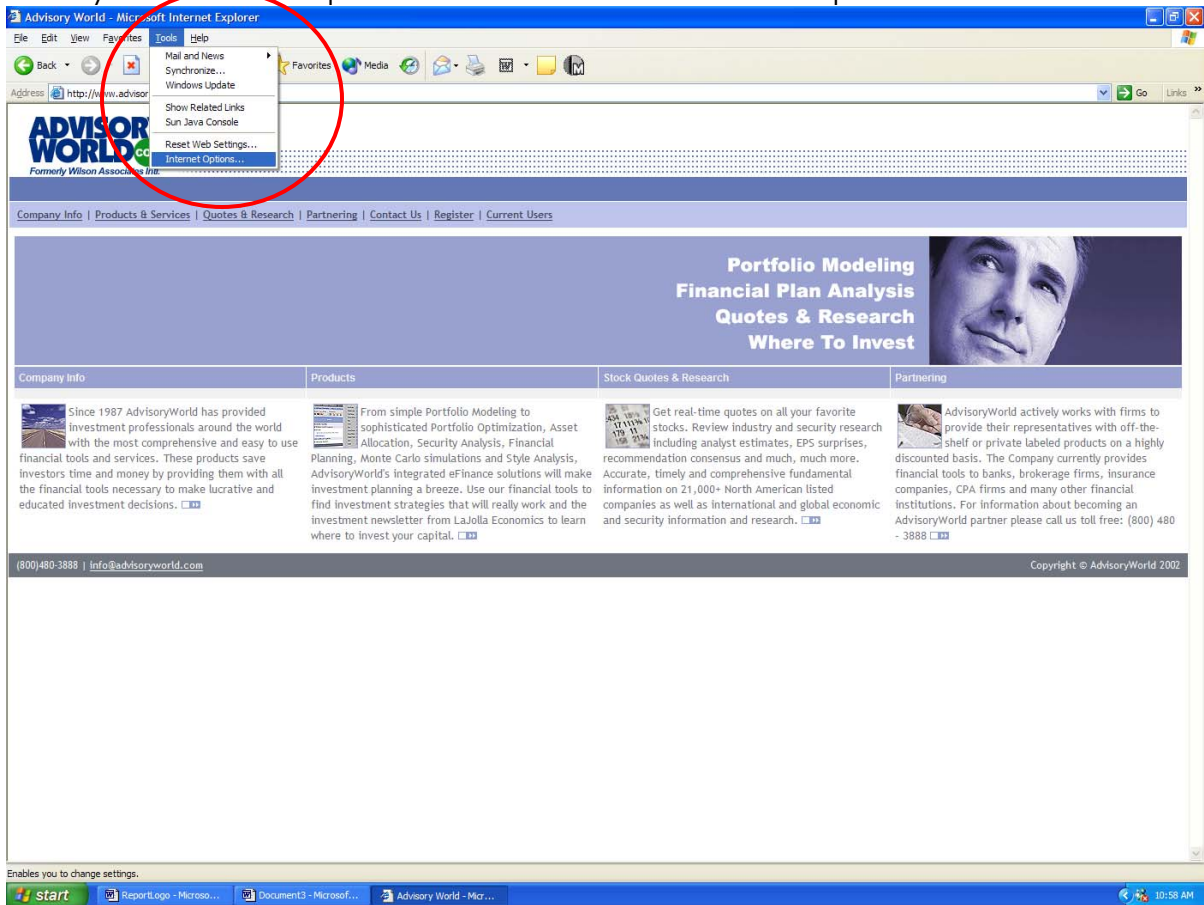 Advisory World - Microsoft Internet Explorer
File Edit View Favorites Tools Help
Back Favorites Media
Mail and News
Synchronize...
Windows Update
Show Related Links
Sun Java Console
Reset Web Settings...
Internet Options...
Address http://www.advisor Go Links »
ADVISOR
WORLD
Formerly Wilson Associates Intl.
Company Info | Products & Services | Quotes & Research | Partnering | Contact Us | Register | Current Users
Portfolio Modeling
Financial Plan Analysis
Quotes & Research
Where To Invest
Company Info
Since 1987 AdvisoryWorld has provided
investment professionals around the world
with the most comprehensive and easy to use
financial tools and services. These products save
investors time and money by providing them with all
the financial tools necessary to make lucrative and
educated investment decisions.
Products
From simple Portfolio Modeling to
sophisticated Portfolio Optimization, Asset
Allocation, Security Analysis, Financial
Planning, Monte Carlo simulations and Style Analysis,
AdvisoryWorld's integrated eFinance solutions will make
investment planning a breeze. Use our financial tools to
find investment strategies that will really work and the
investment newsletter from LaJolla Economics to learn
where to invest your capital.
Stock Quotes & Research
Get real-time quotes on all your favorite
stocks. Review industry and security research
including analyst estimates, EPS surprises,
recommendation consensus and much, much more.
Accurate, timely and comprehensive fundamental
information on 21,000+ North American listed
companies as well as international and global economic
and security information and research.
Partnering
AdvisoryWorld actively works with firms to
provide their representatives with off-the-
shelf or private labeled products on a highly
discounted basis. The Company currently provides
financial tools to banks, brokerage firms, insurance
companies, CPA firms and many other financial
institutions. For information about becoming an
AdvisoryWorld partner please call us toll free: (800) 480
- 3888
(800)480-3888 | info@advisoryworld.com
Copyright © AdvisoryWorld 2002
Enables you to change settings.
start ReportLogo - Microso... Document3 - Microsof... Advisory World - Micr... 10:58 AM